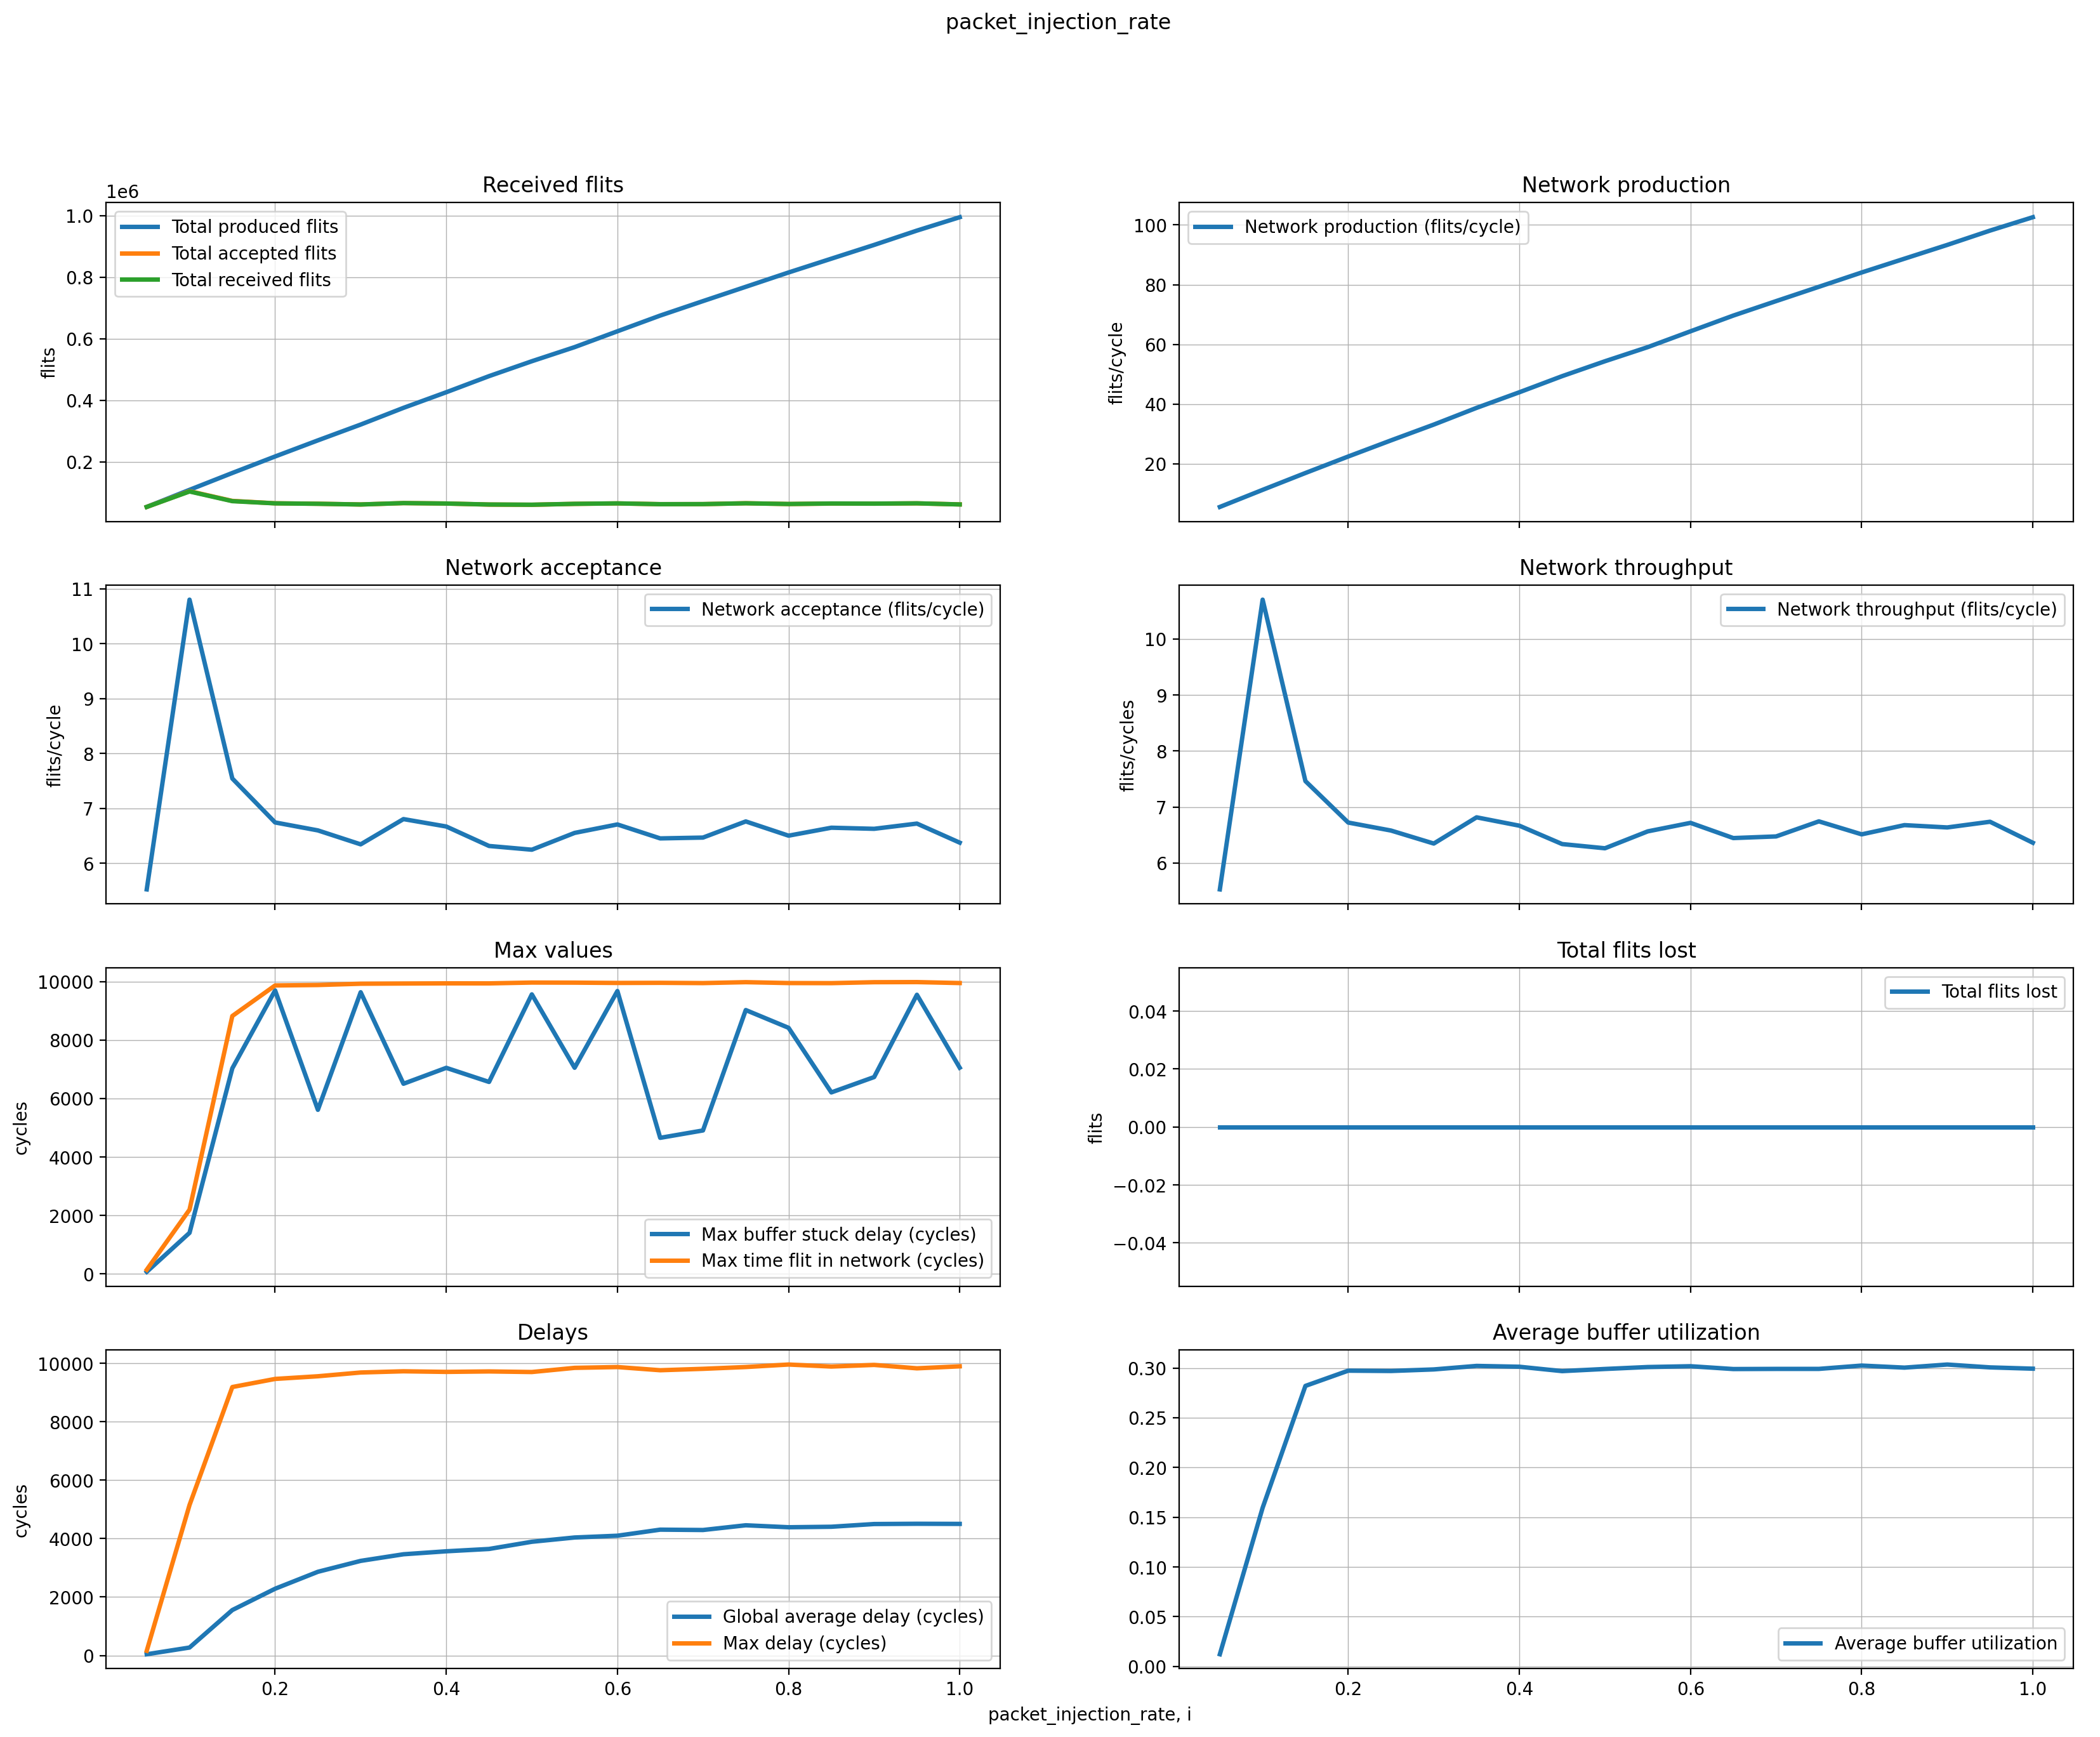 packet_injection_rate
Received flits
1e6
1.0
0.8
0.6
0.4
0.2
flits
Total produced flits
Total accepted flits
Total received flits
Network production
100
80
60
40
20
flits/cycle
Network production (flits/cycle)
Network acceptance
11
10
9
8
7
6
flits/cycle
Network acceptance (flits/cycle)
Network throughput
10
9
8
7
6
flits/cycles
Network throughput (flits/cycle)
Max values
10000
8000
6000
4000
2000
0
cycles
Max buffer stuck delay (cycles)
Max time flit in network (cycles)
Total flits lost
0.04
0.02
0.00
−0.02
−0.04
flits
Total flits lost
Delays
10000
8000
6000
4000
2000
0
cycles
Global average delay (cycles)
Max delay (cycles)
0.2 0.4 0.6 0.8 1.0
Average buffer utilization
0.30
0.25
0.20
0.15
0.10
0.05
0.00
Average buffer utilization
0.2 0.4 0.6 0.8 1.0
packet_injection_rate, i